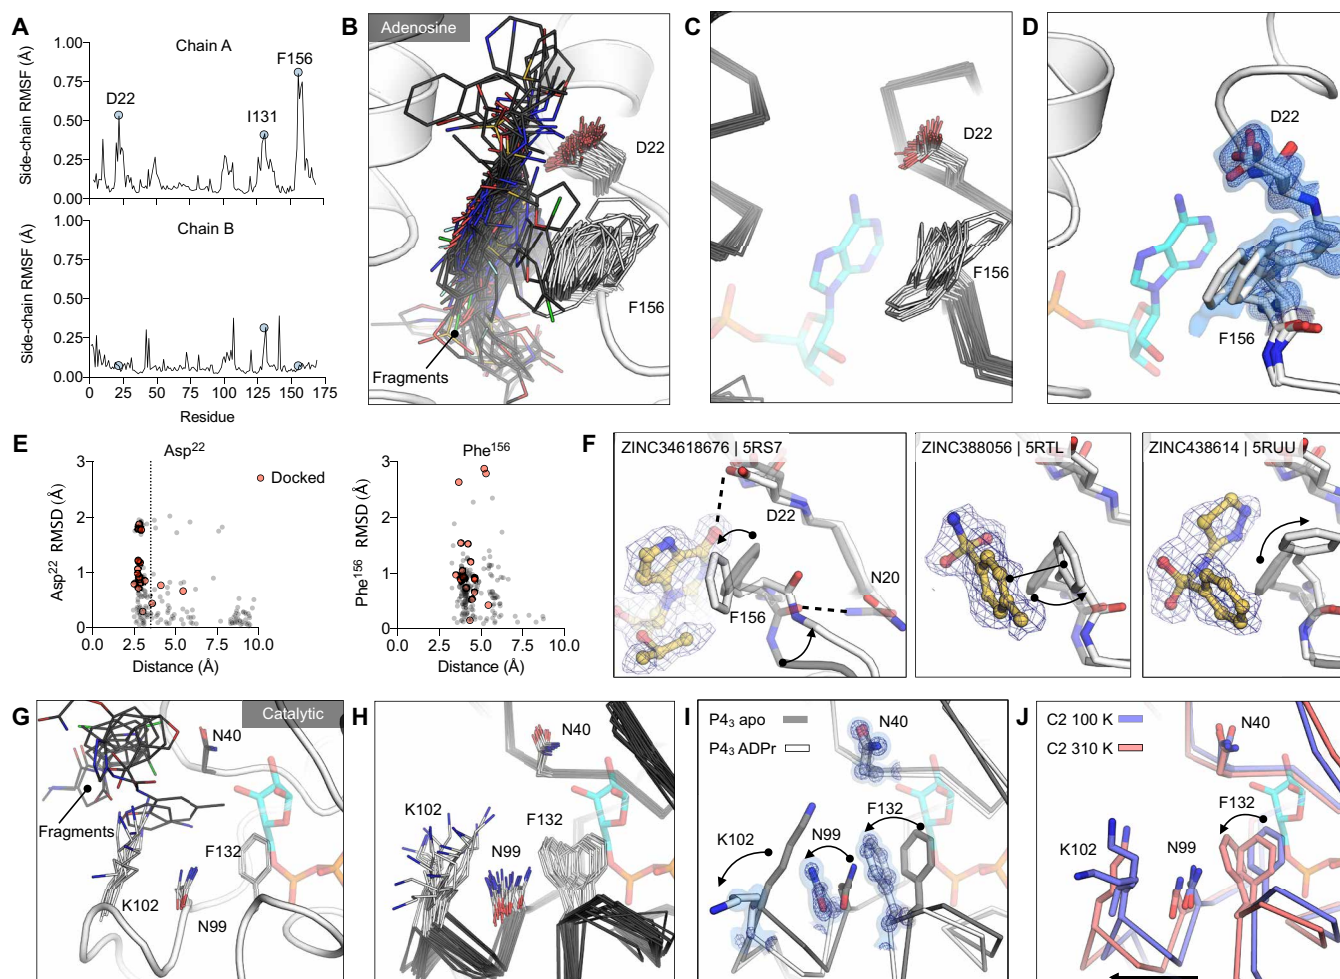 A
Chain A
F156
D22
I131
Side-chain RMSF (Å)
1.00
0.75
0.50
0.25
0.00
Chain B
Side-chain RMSF (Å)
1.00
0.75
0.50
0.25
0.00
0 25 50 75 100 125 150 175
Residue
B
Adenosine
D22
F156
Fragments
C
D22
F156
D
D22
F156
E
Asp22
Asp22 RMSD (Å)
3
2
1
0
0.0 2.5 5.0 7.5 10.0
Distance (Å)
Docked
Phe156
Phe156 RMSD (Å)
3
2
1
0
0.0 2.5 5.0 7.5 10.0
Distance (Å)
F
ZINC34618676 | 5RS7
D22
N20
F156
ZINC388056 | 5RTL
ZINC438614 | 5RUU
G
Catalytic
N40
Fragments
F132
K102
N99
H
N40
K102
F132
N99
I
P43 apo
P43 ADPr
N40
F132
K102
N99
J
C2 100 K
C2 310 K
N40
F132
K102
N99